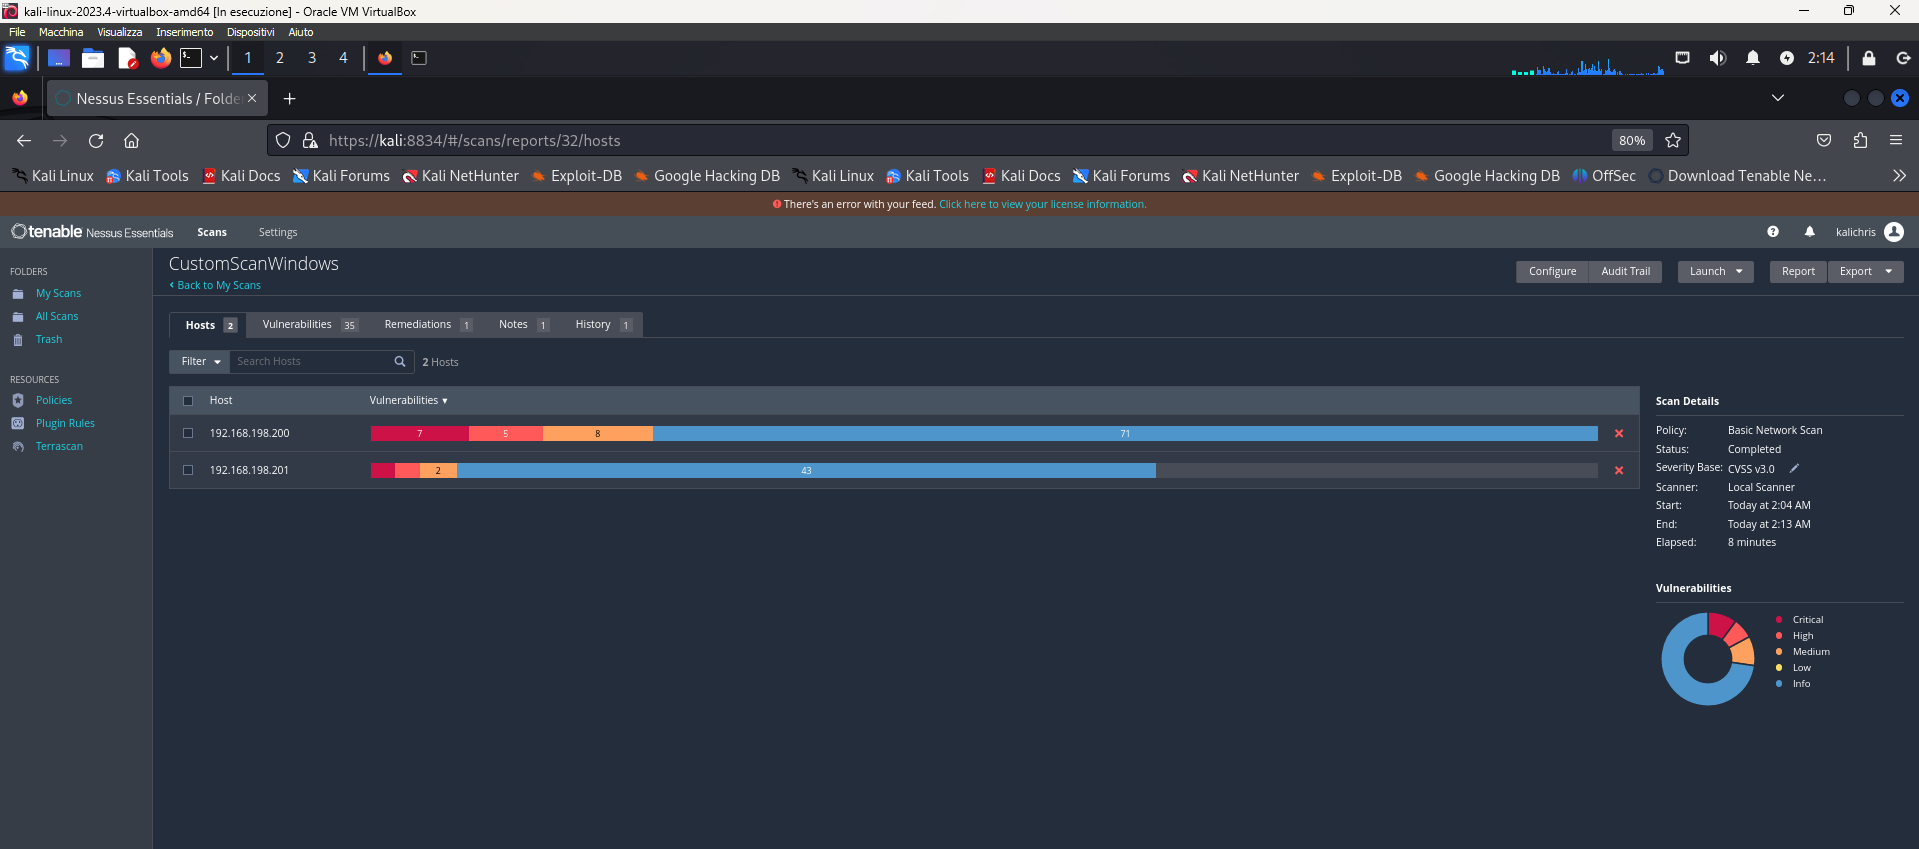 kali-linux-2023.4-virtualbox-amd64 [In esecuzione] - Oracle VM VirtualBox
File Macchina Visualizza Inserimento Dispositivi Aiuto
1 2 3 4 2:14
Nessus Essentials / Folde
https://kali:8834/#/scans/reports/32/hosts 80%
Kali Linux Kali Tools Kali Docs Kali Forums Kali NetHunter Exploit-DB Google Hacking DB Kali Linux Kali Tools Kali Docs Kali Forums Kali NetHunter Exploit-DB Google Hacking DB OffSec Download Tenable Ne...
There's an error with your feed. Click here to view your license information.
tenable Nessus Essentials Scans Settings kalichris
FOLDERS
My Scans
All Scans
Trash
RESOURCES
Policies
Plugin Rules
Terrascan
CustomScanWindows
Back to My Scans
Configure Audit Trail Launch Report Export
Hosts 2 Vulnerabilities 35 Remediations 1 Notes 1 History 1
Filter Search Hosts 2 Hosts
Host Vulnerabilities
192.168.198.200 7 5 8 71
192.168.198.201 2 43
Scan Details
Policy: Basic Network Scan
Status: Completed
Severity Base: CVSS v3.0
Scanner: Local Scanner
Start: Today at 2:04 AM
End: Today at 2:13 AM
Elapsed: 8 minutes
Vulnerabilities
Critical
High
Medium
Low
Info